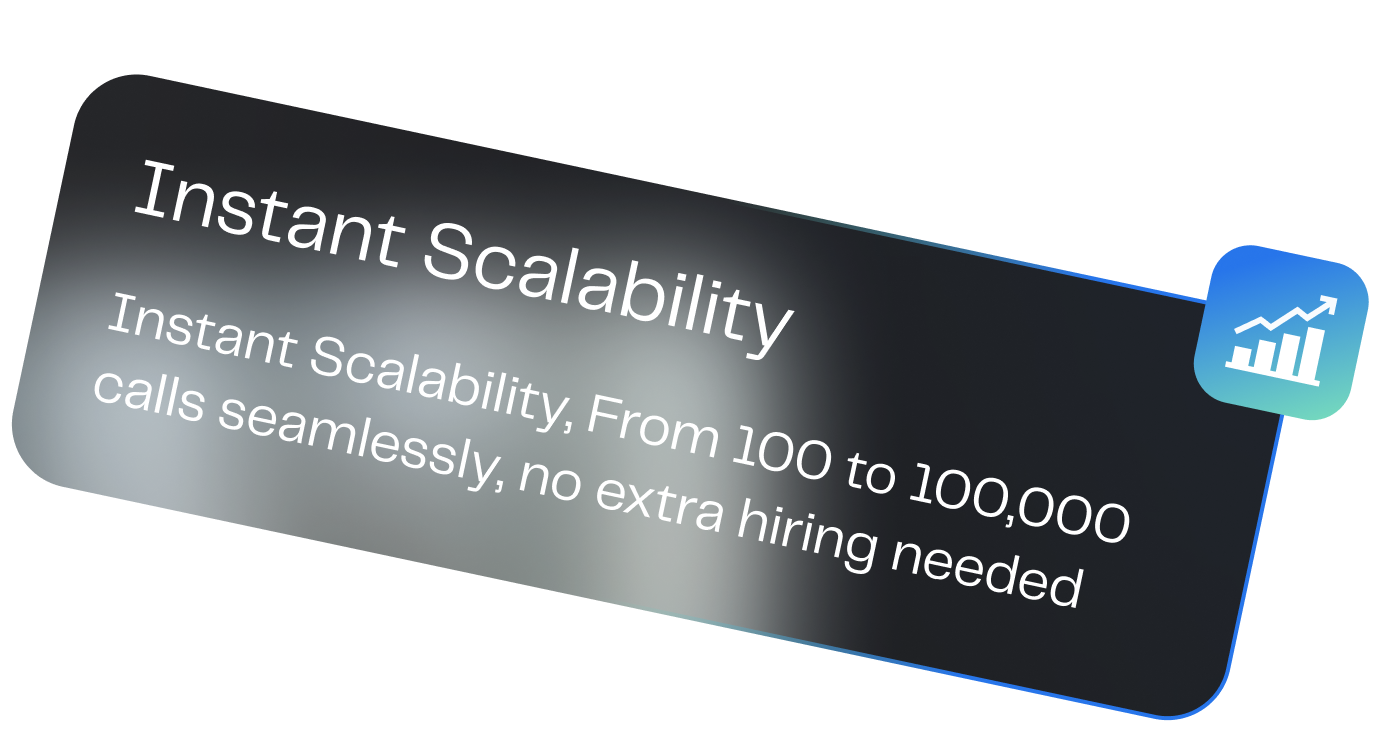 Instant Scalability
Instant Scalability, From 100 to 100,000
calls seamlessly, no extra hiring needed